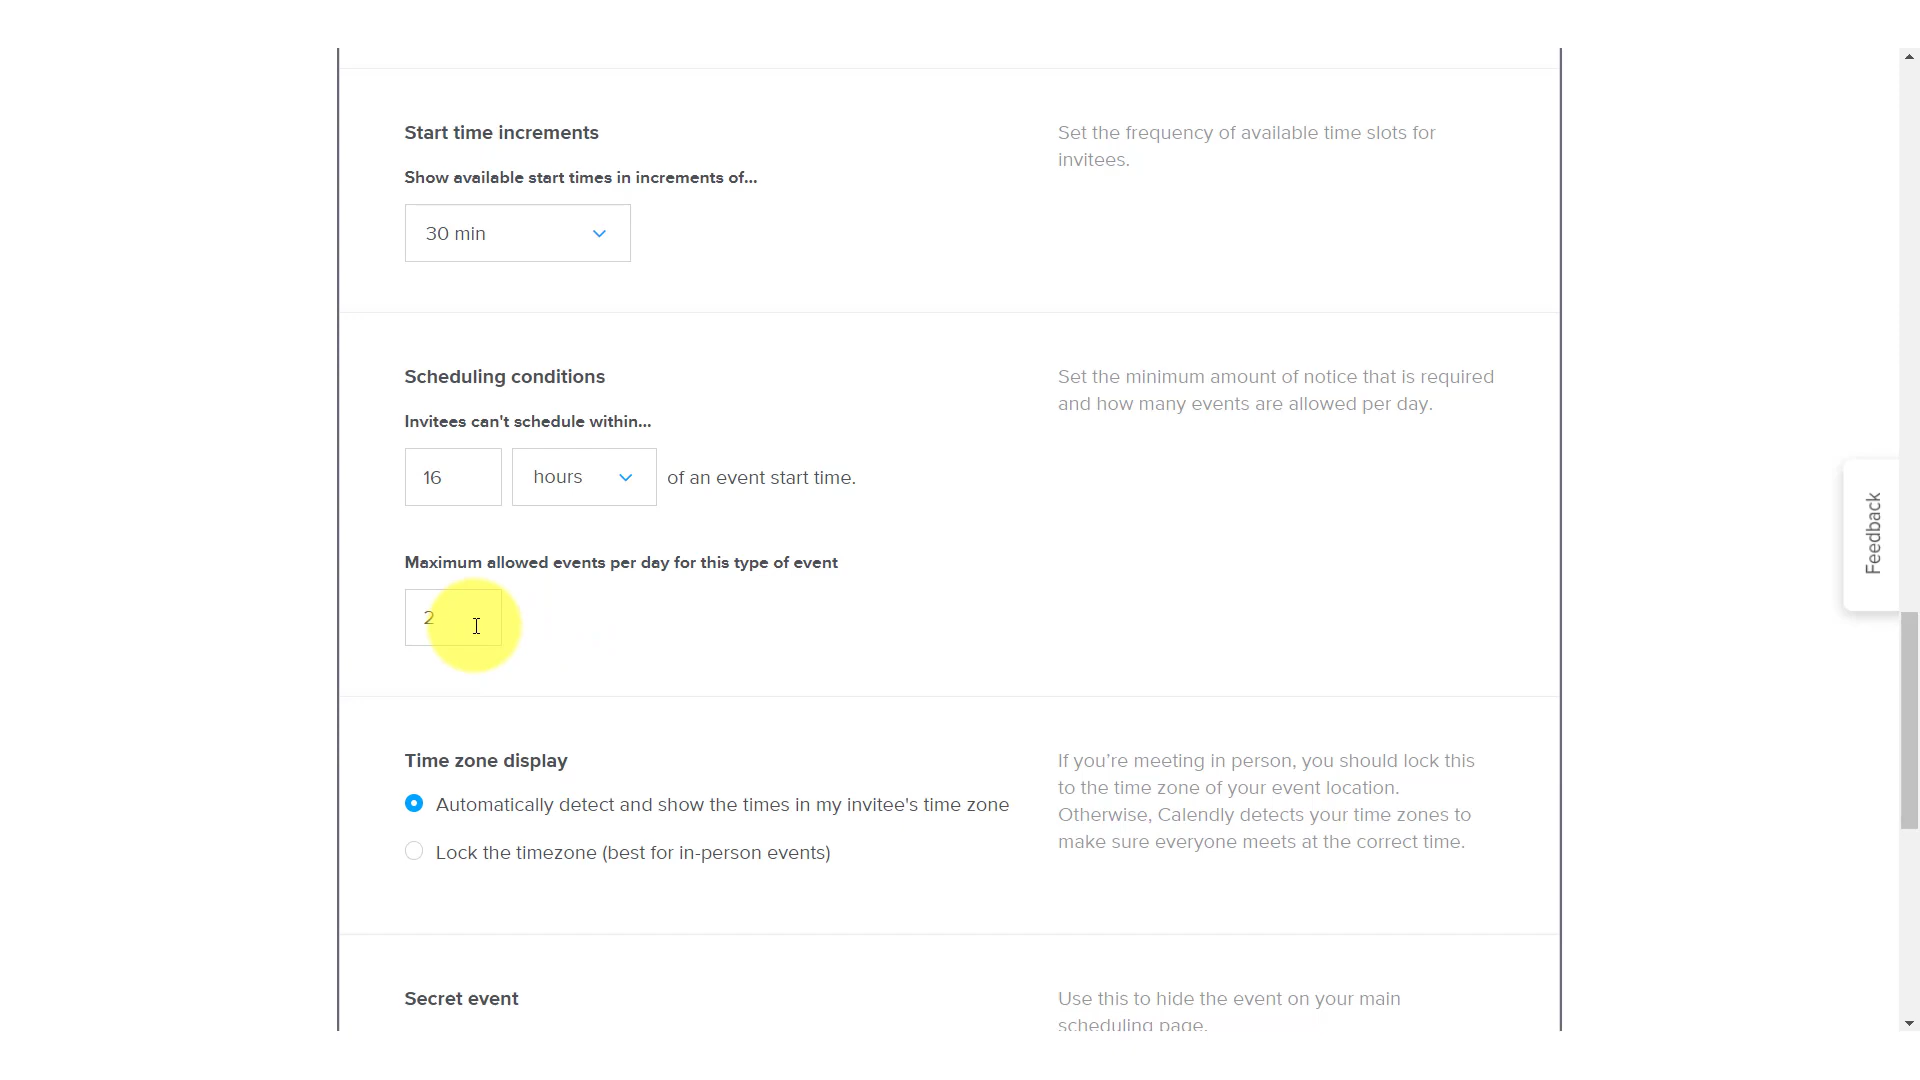 Start time increments
Set the frequency of available time slots for
invitees.
Show available start times in increments of...
30 min
Scheduling conditions
Set the minimum amount of notice that is required
and how many events are allowed per day.
Invitees can't schedule within...
16
hours
of an event start time.
Maximum allowed events per day for this type of event
2
Feedback
Time zone display
If you're meeting in person, you should lock this
to the time zone of your event location.
Otherwise, Calendly detects your time zones to
make sure everyone meets at the correct time.
Automatically detect and show the times in my invitee's time zone
Lock the timezone (best for in-person events)
Secret event
Use this to hide the event on your main
scheduling page.